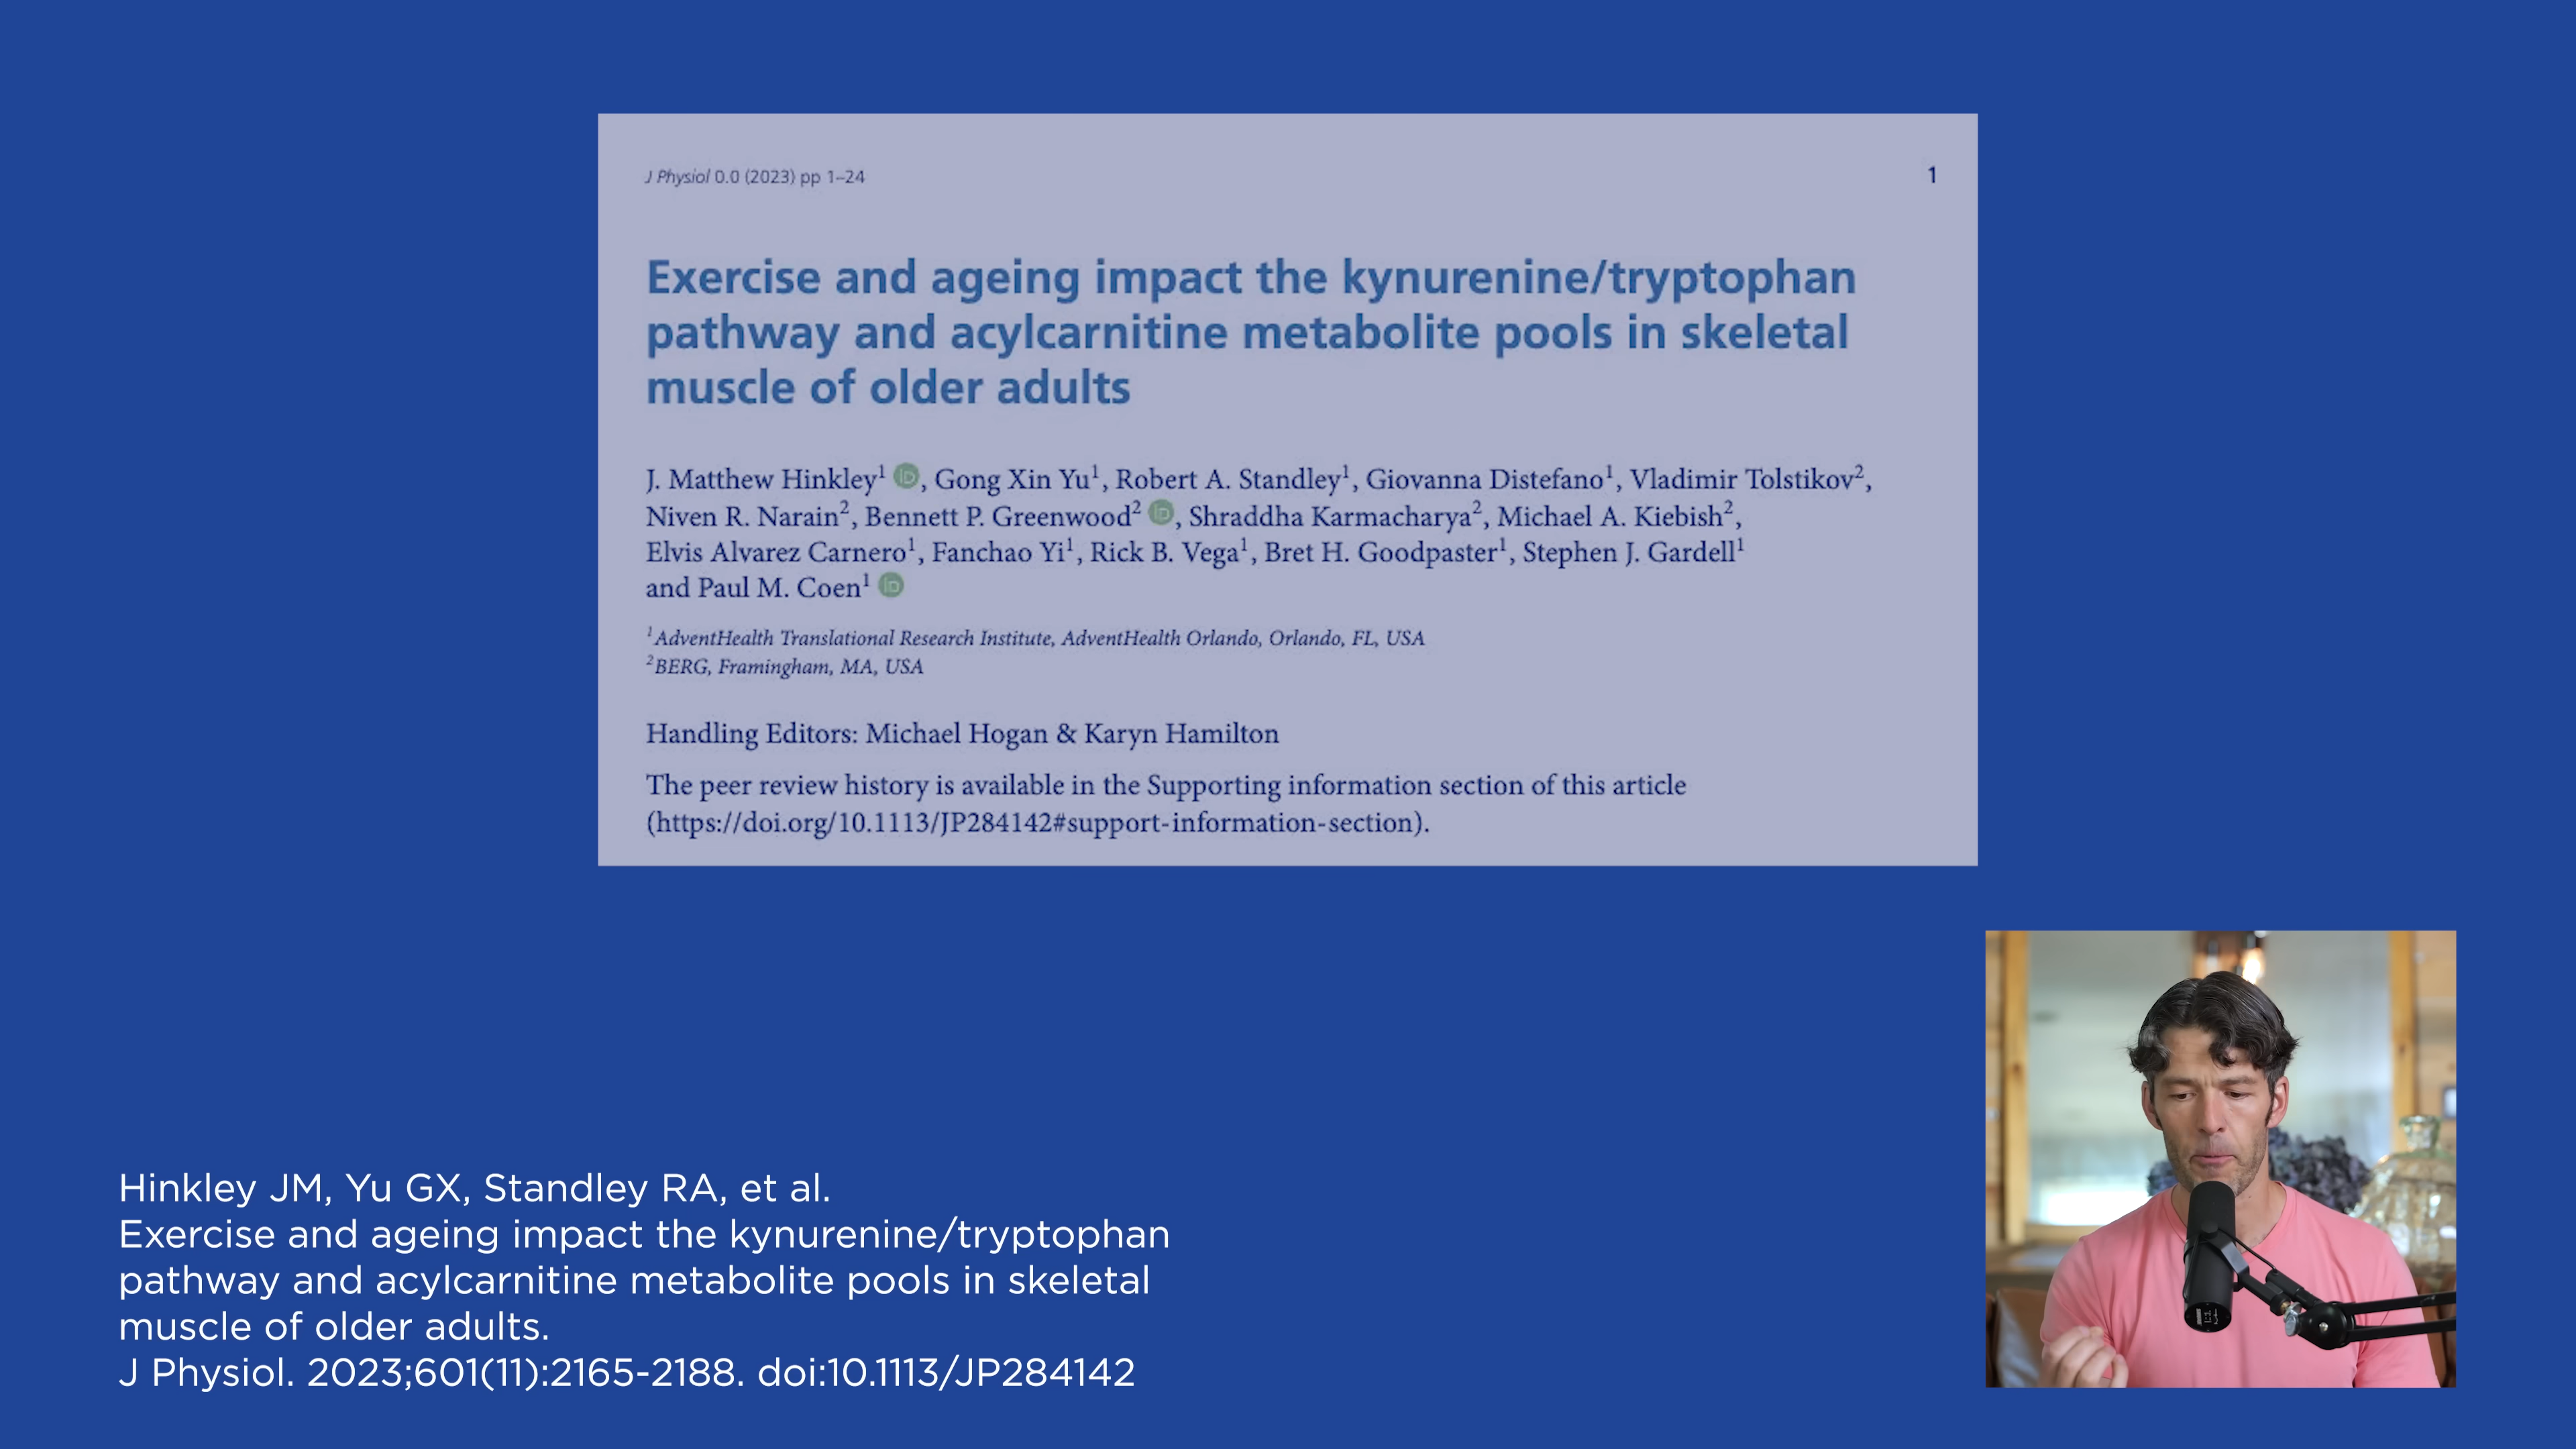 J Physiol 0.0 (2023) pp 1–24
1
Exercise and ageing impact the kynurenine/tryptophan
pathway and acylcarnitine metabolite pools in skeletal
muscle of older adults
J. Matthew Hinkley1 iD, Gong Xin Yu1, Robert A. Standley1, Giovanna Distefano1, Vladimir Tolstikov2,
Niven R. Narain2, Bennett P. Greenwood2 iD, Shraddha Karmacharya2, Michael A. Kiebish2,
Elvis Alvarez Carnero1, Fanchao Yi1, Rick B. Vega1, Bret H. Goodpaster1, Stephen J. Gardell1
and Paul M. Coen1 iD
1AdventHealth Translational Research Institute, AdventHealth Orlando, Orlando, FL, USA
2BERG, Framingham, MA, USA
Handling Editors: Michael Hogan & Karyn Hamilton
The peer review history is available in the Supporting information section of this article
(https://doi.org/10.1113/JP284142#support-information-section).
Hinkley JM, Yu GX, Standley RA, et al.
Exercise and ageing impact the kynurenine/tryptophan
pathway and acylcarnitine metabolite pools in skeletal
muscle of older adults.
J Physiol. 2023;601(11):2165-2188. doi:10.1113/JP284142